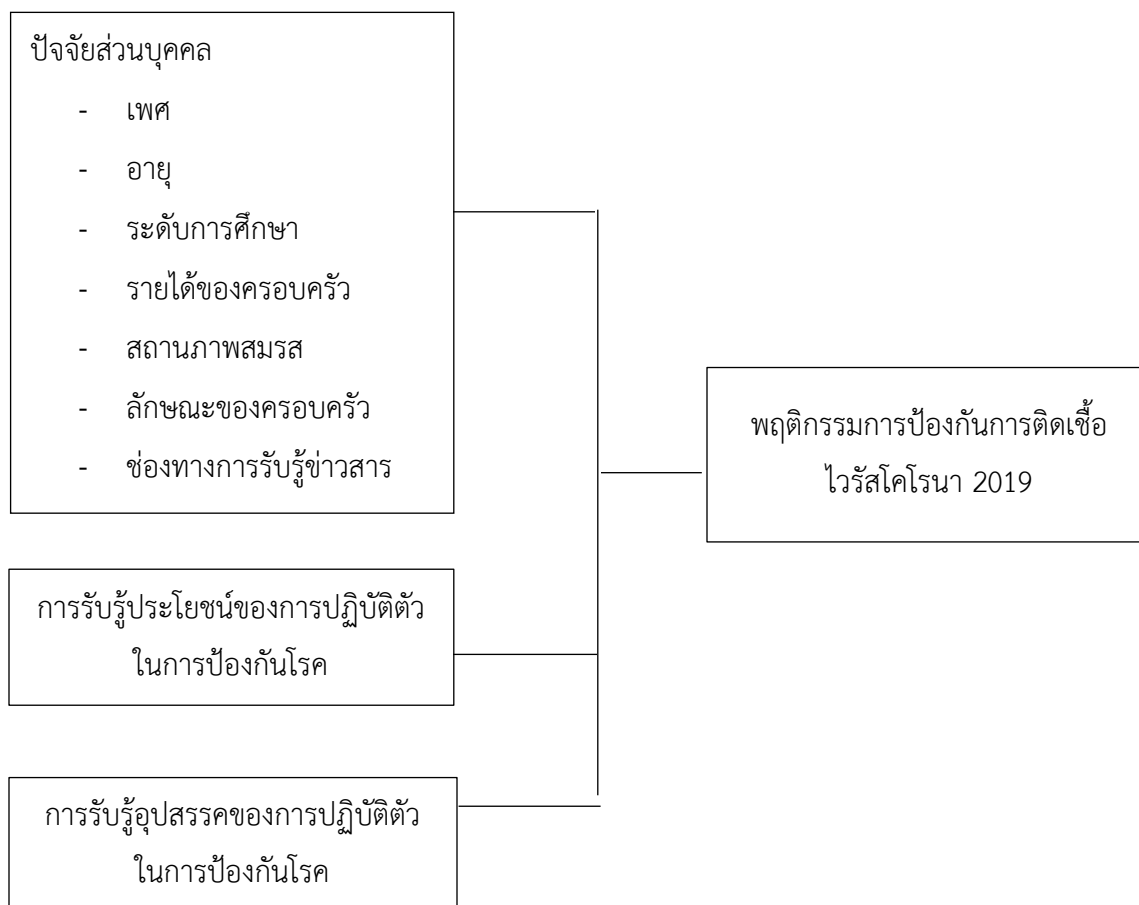 ปัจจัยส่วนบุคคล
- เพศ
- อายุ
- ระดับการศึกษา
- รายได้ของครอบครัว
- สถานภาพสมรส
- ลักษณะของครอบครัว
- ช่องทางการรับรู้ข่าวสาร
การรับรู้ประโยชน์ของการปฏิบัติตัว
ในการป้องกันโรค
การรับรู้อุปสรรคของการปฏิบัติตัว
ในการป้องกันโรค
พฤติกรรมการป้องกันการติดเชื้อ
ไวรัสโคโรนา 2019